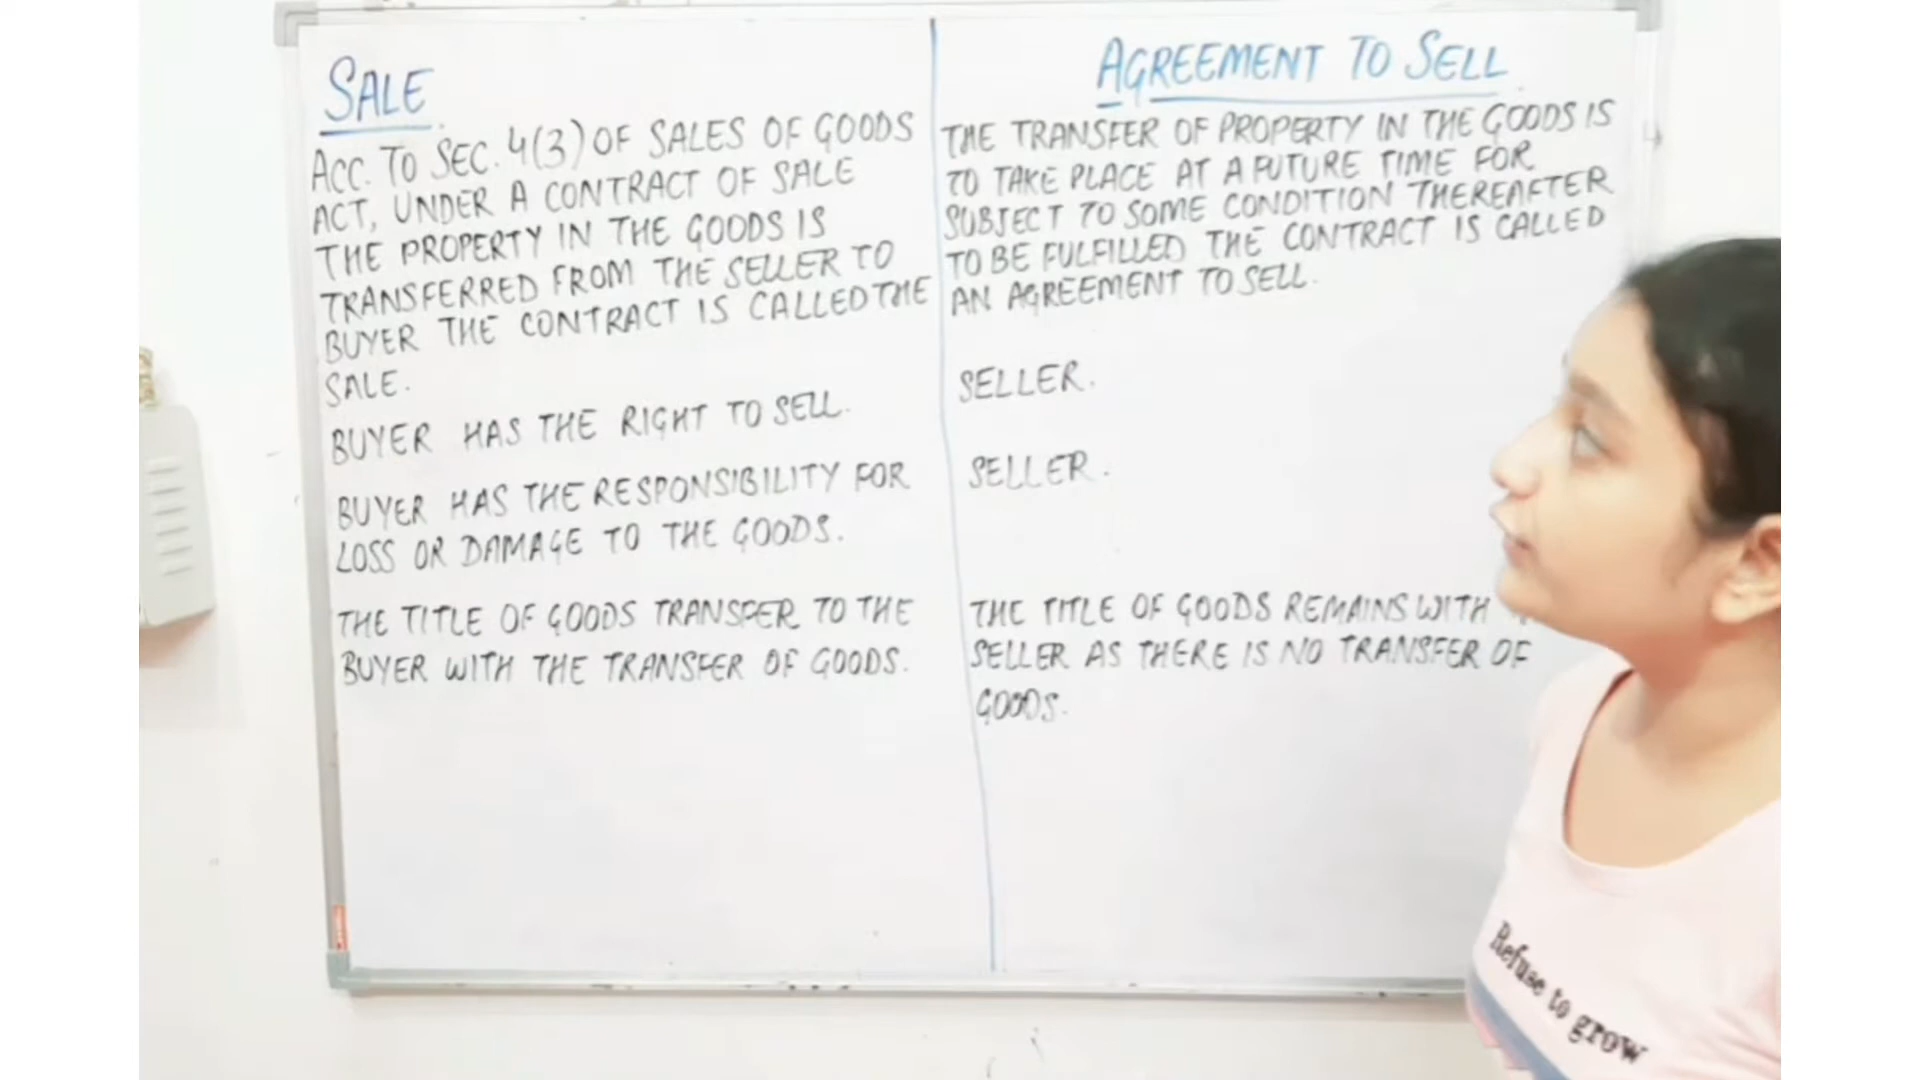 SALE
ACC. TO SEC. 4(3) OF SALES OF GOODS
ACT, UNDER A CONTRACT OF SALE
THE PROPERTY IN THE GOODS IS
TRANSFERRED FROM THE SELLER TO
BUYER THE CONTRACT IS CALLED THE
SALE.
BUYER HAS THE RIGHT TO SELL.
BUYER HAS THE RESPONSIBILITY FOR
LOSS OR DAMAGE TO THE GOODS.
THE TITLE OF GOODS TRANSFER TO THE
BUYER WITH THE TRANSFER OF GOODS.
AGREEMENT TO SELL
THE TRANSFER OF PROPERTY IN THE GOODS IS
TO TAKE PLACE AT A FUTURE TIME FOR
SUBJECT TO SOME CONDITION THEREAFTER
TO BE FULFILLED THE CONTRACT IS CALLED
AN AGREEMENT TO SELL.
SELLER.
SELLER.
THE TITLE OF GOODS REMAINS WITH
SELLER AS THERE IS NO TRANSFER OF
GOODS.
Refuse to grow